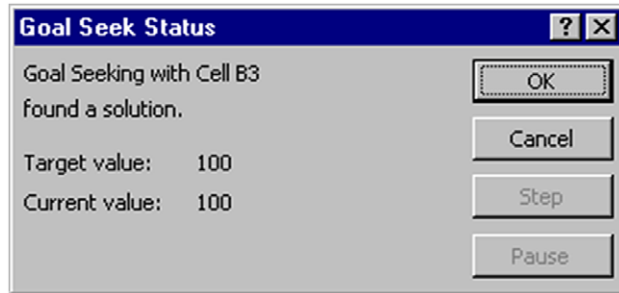 Goal Seek Status
? X
Goal Seeking with Cell B3
found a solution.
Target value: 100
Current value: 100
OK
Cancel
Step
Pause